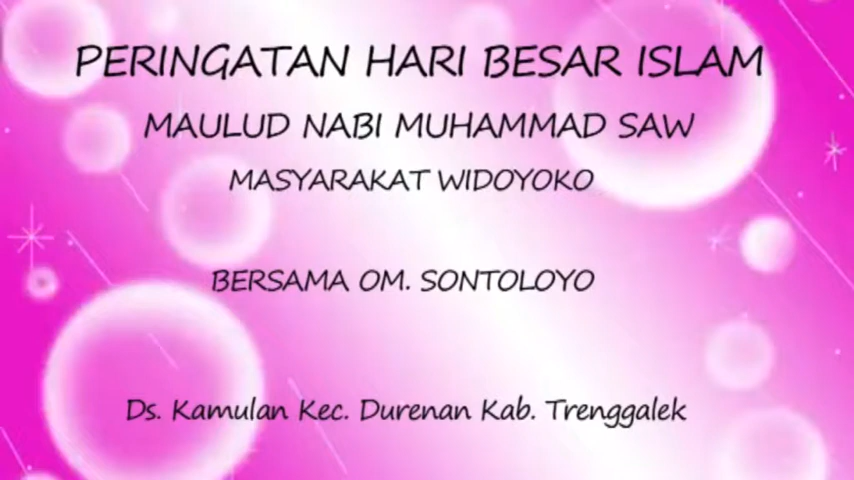 PERINGATAN HARI BESAR ISLAM
MAULUD NABI MUHAMMAD SAW
MASYARAKAT WIDOYOKO
BERSAMA OM. SONTOLOYO
Ds. Kamulan Kec. Durenan Kab. Trenggalek